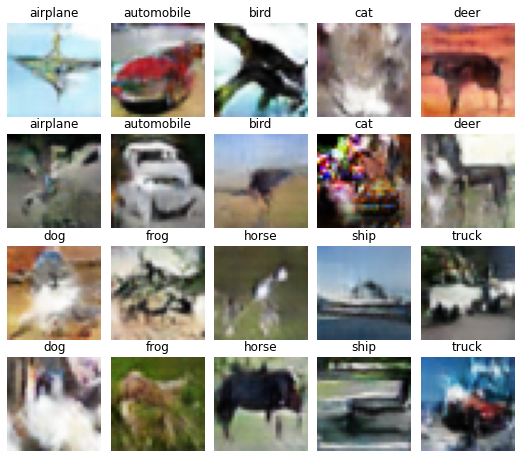 airplane automobile bird cat deer
airplane automobile bird cat deer
dog frog horse ship truck
dog frog horse ship truck